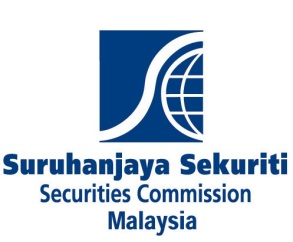 Suruhanjaya Sekuriti
Securities Commission
Malaysia